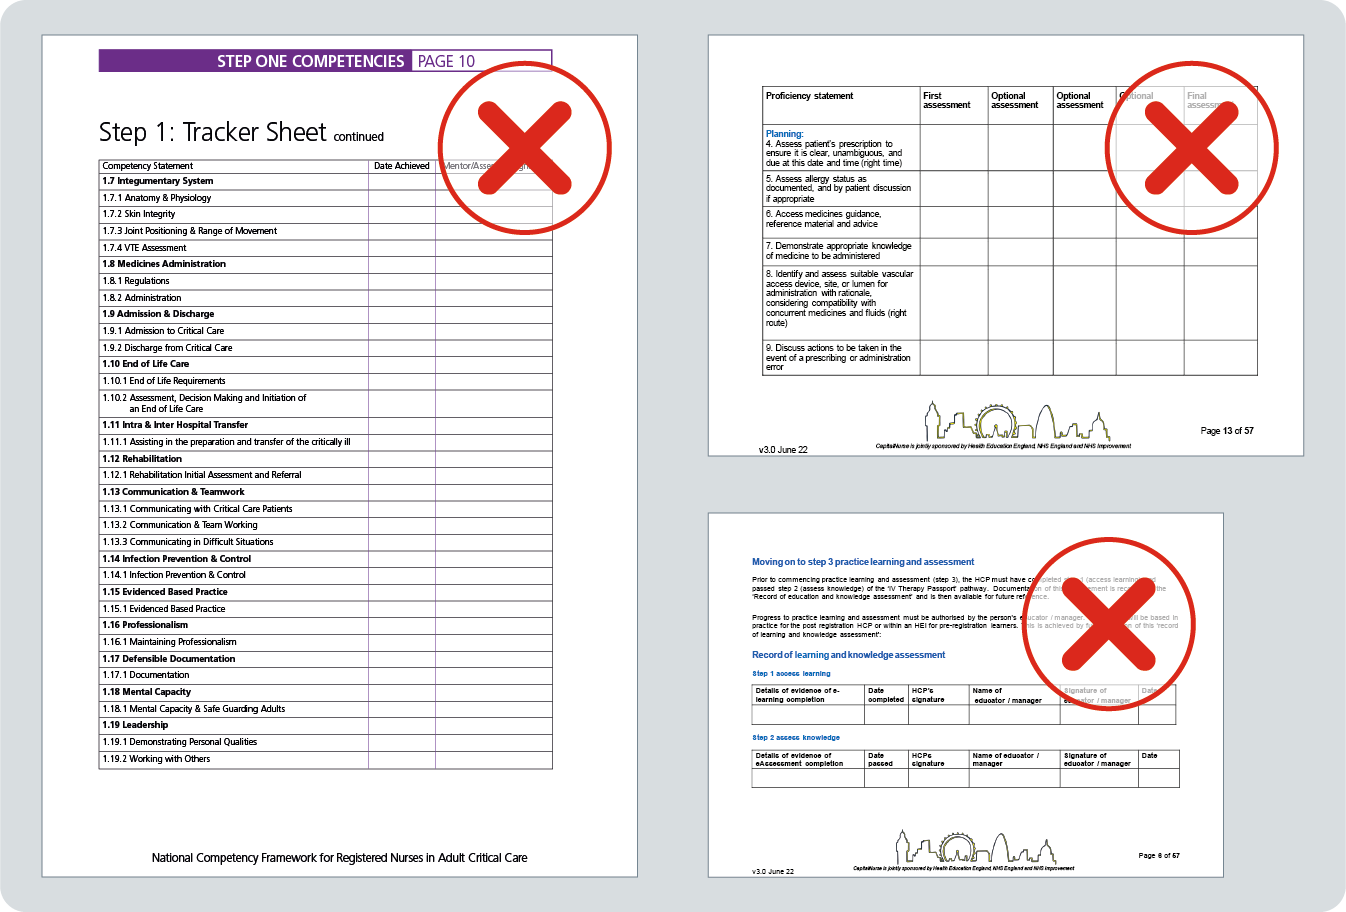 STEP ONE COMPETENCIES PAGE 10
Step 1: Tracker Sheet continued
Competency Statement Date Achieved Mentor/Asse
1.7 Integumentary System
1.7.1 Anatomy & Physiology
1.7.2 Skin Integrity
1.7.3 Joint Positioning & Range of Movement
1.7.4 VTE Assessment
1.8 Medicines Administration
1.8.1 Regulations
1.8.2 Administration
1.9 Admission & Discharge
1.9.1 Admission to Critical Care
1.9.2 Discharge from Critical Care
1.10 End of Life Care
1.10.1 End of Life Requirements
1.10.2 Assessment, Decision Making and Initiation of
an End of Life Care
1.11 Intra & Inter Hospital Transfer
1.11.1 Assisting in the preparation and transfer of the critically ill
1.12 Rehabilitation
1.12.1 Rehabilitation Initial Assessment and Referral
1.13 Communication & Teamwork
1.13.1 Communicating with Critical Care Patients
1.13.2 Communication & Team Working
1.13.3 Communicating in Difficult Situations
1.14 Infection Prevention & Control
1.14.1 Infection Prevention & Control
1.15 Evidenced Based Practice
1.15.1 Evidenced Based Practice
1.16 Professionalism
1.16.1 Maintaining Professionalism
1.17 Defensible Documentation
1.17.1 Documentation
1.18 Mental Capacity
1.18.1 Mental Capacity & Safe Guarding Adults
1.19 Leadership
1.19.1 Demonstrating Personal Qualities
1.19.2 Working with Others
National Competency Framework for Registered Nurses in Adult Critical Care
Proficiency statement First Optional Optional Optional Final
assessment assessment assessment
Planning:
4. Assess patient's prescription to
ensure it is clear, unambiguous, and
due at this date and time (right time)
5. Assess allergy status as
documented, and by patient discussion
if appropriate
6. Access medicines guidance,
reference material and advice
7. Demonstrate appropriate knowledge
of medicine to be administered
8. Identify and assess suitable vascular
access device, site, or lumen for
administration with rationale,
considering compatibility with
concurrent medicines and fluids (right
route)
9. Discuss actions to be taken in the
event of a prescribing or administration
error
CapitalNurse is jointly sponsored by Health Education England, NHS England and NHS Improvement
Page 13 of 57
v3.0 June 22
Moving on to step 3 practice learning and assessment
Prior to commencing practice learning and assessment (step 3), the HCP must have completed step 1 (access learning) and
passed step 2 (assess knowledge) of the 'IV Therapy Passport' pathway. Documentation of this the
'Record of education and knowledge assessment' and is then available for future reference.
Progress to practice learning and assessment must be authorised by the person's educator / manager. will be based in
practice for the post registration HCP or within an HEI for pre-registration learners. This is achieved by of this 'record
of learning and knowledge assessment':
Record of learning and knowledge assessment
Step 1 access learning
Details of evidence of e- Date HCP's Name of Signature of Date
learning completion completed signature educator / manager educator / manager
Step 2 assess knowledge
Details of evidence of Date HCPs Name of educator / Signature of Date
eAssessment completion passed signature manager educator / manager
CapitalNurse is jointly sponsored by Health Education England, NHS England and NHS Improvement
Page 6 of 57
v3.0 June 22